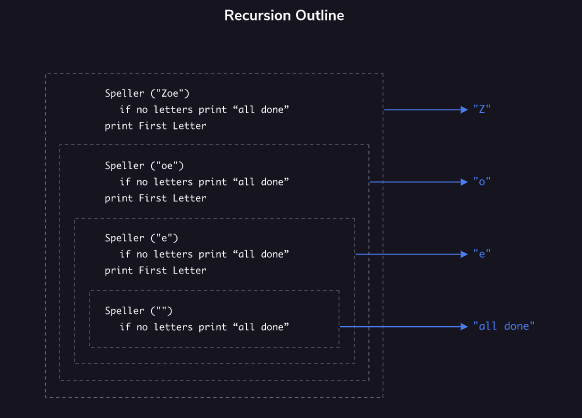 Recursion Outline
Speller ("Zoe")
if no letters print “all done”
print First Letter
"Z"
Speller ("oe")
if no letters print “all done”
print First Letter
"o"
Speller ("e")
if no letters print “all done”
print First Letter
"e"
Speller ("")
if no letters print “all done”
"all done"